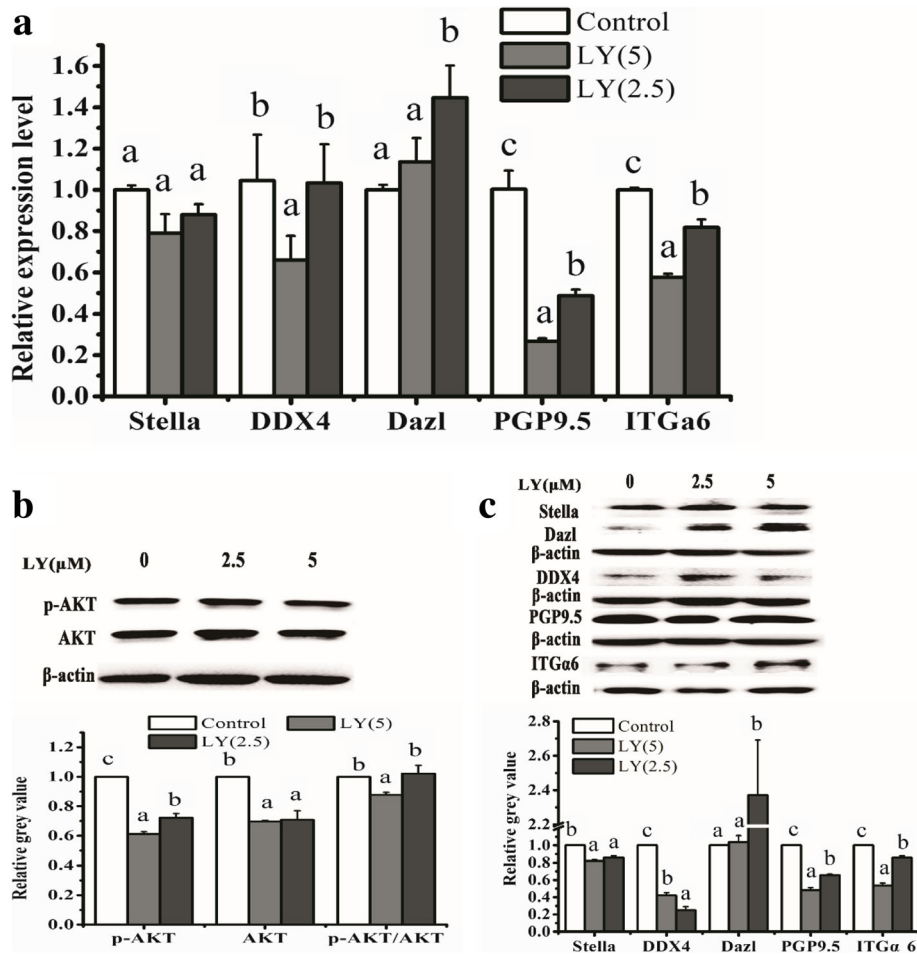 a
Control
LY(5)
LY(2.5)
Relative expression level
1.6
1.4
1.2
1.0
0.8
0.6
0.4
0.2
0.0
a a a b a b a a b c a b c a b
Stella DDX4 Dazl PGP9.5 ITGa6
b
LY(μM) 0 2.5 5
p-AKT
AKT
β-actin
Control LY(5)
LY(2.5)
Relative grey value
1.2
1.0
0.8
0.6
0.4
0.2
0.0
c a b b a a b a b
p-AKT AKT p-AKT/AKT
c
LY(μM) 0 2.5 5
Stella
Dazl
β-actin
DDX4
β-actin
PGP9.5
β-actin
ITGα6
β-actin
Control
LY(5)
LY(2.5)
Relative grey value
2.8
2.6
2.4
2.2
1.0
0.8
0.6
0.4
0.2
0.0
b a a c b a a a b c a b c a b
Stella DDX4 Dazl PGP9.5 ITGα 6